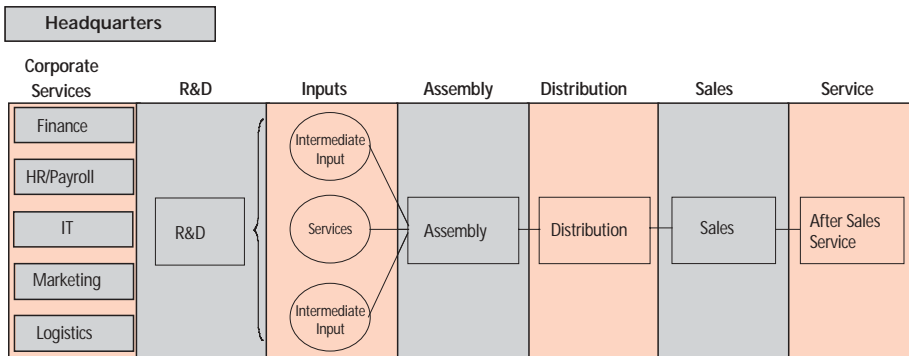 Headquarters
Corporate
Services
R&D
Inputs
Assembly
Distribution
Sales
Service
Finance
HR/Payroll
IT
Marketing
Logistics
R&D
Intermediate
Input
Services
Intermediate
Input
Assembly
Distribution
Sales
After Sales
Service